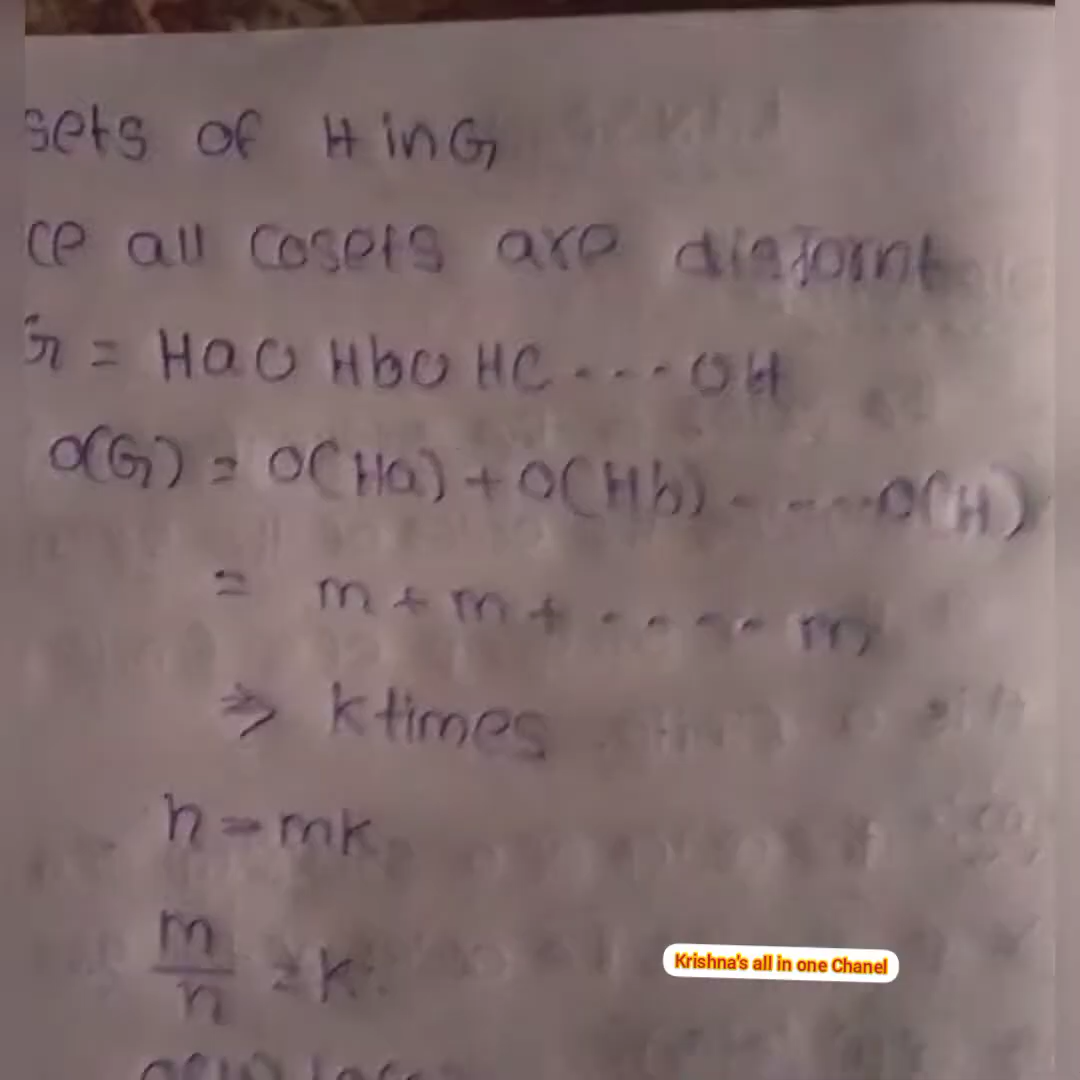 sets of H in G
ce all cosets are disjoint
G = Ha∪ Hb∪ Hc --- ∪ H
O(G) = O(Ha) + O(Hb) - ---- O(H)
= m + m + ----- m
⇒ k times
n = mk
m/n = k.
Krishna's all in one Chanel